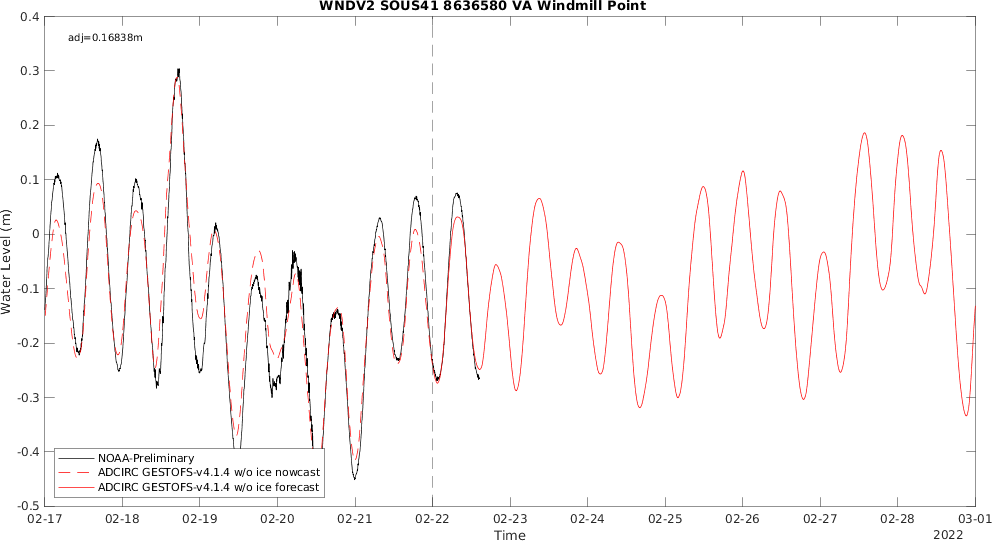 WNDV2 SOUS41 8636580 VA Windmill Point
adj=0.16838m
0.4
0.3
0.2
0.1
0
-0.1
-0.2
-0.3
-0.4
-0.5
Water Level (m)
NOAA-Preliminary
ADCIRC GESTOFS-v4.1.4 w/o ice nowcast
ADCIRC GESTOFS-v4.1.4 w/o ice forecast
02-17 02-18 02-19 02-20 02-21 02-22 02-23 02-24 02-25 02-26 02-27 02-28 03-01
Time
2022